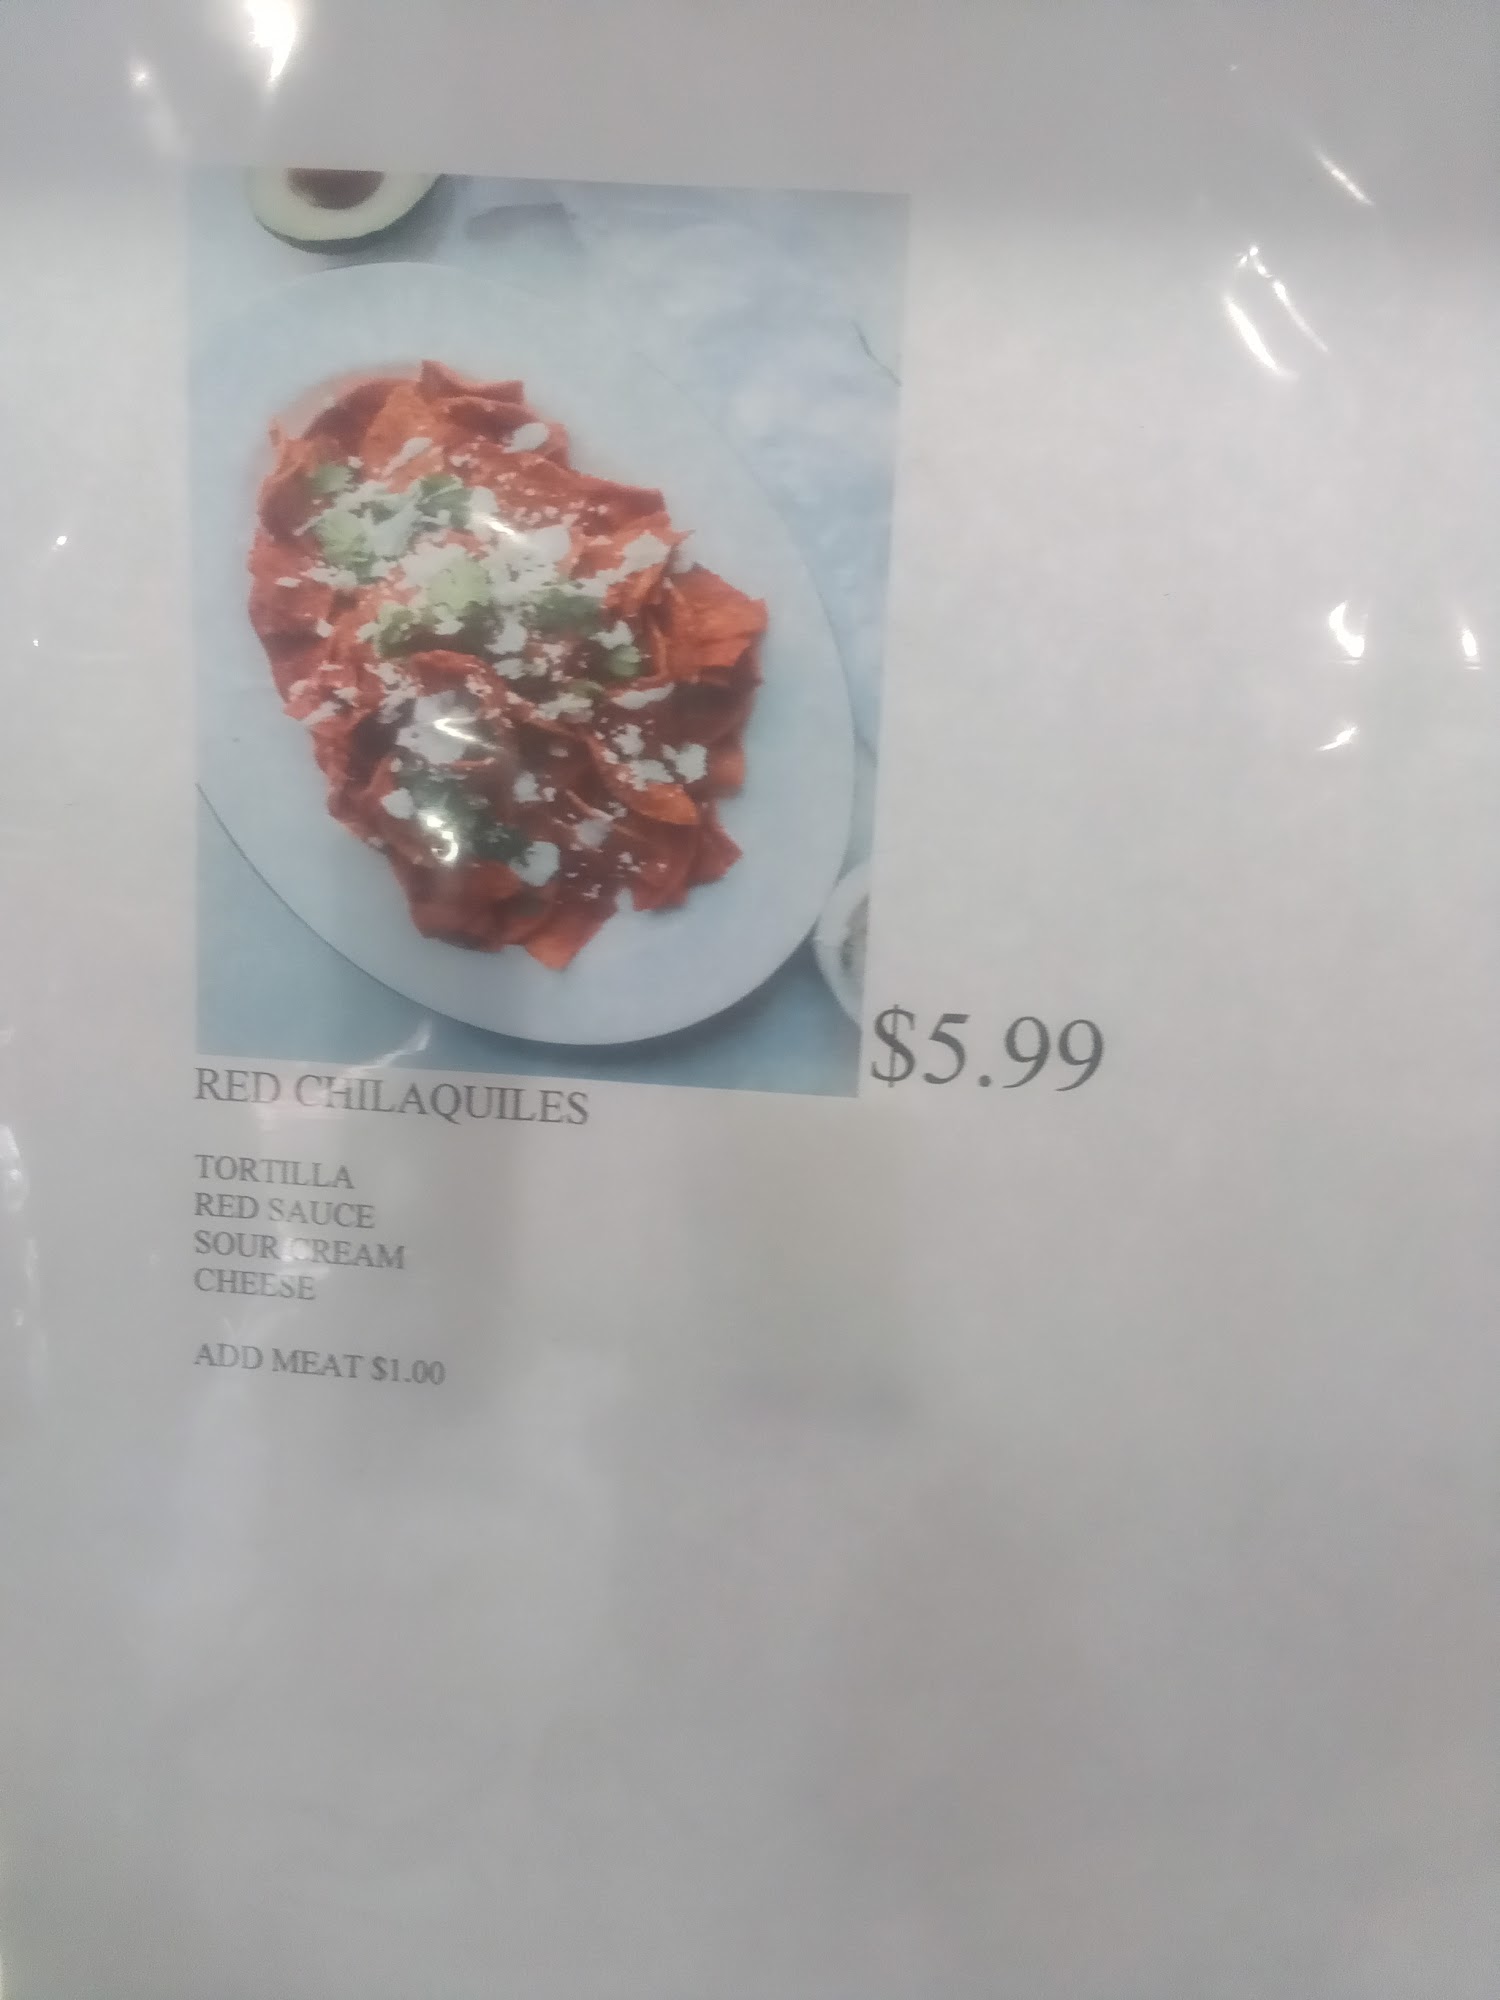 $5.99
RED CHILAQUILES
TORTILLA
RED SAUCE
SOUR CREAM
CHEESE
ADD MEAT $1.00